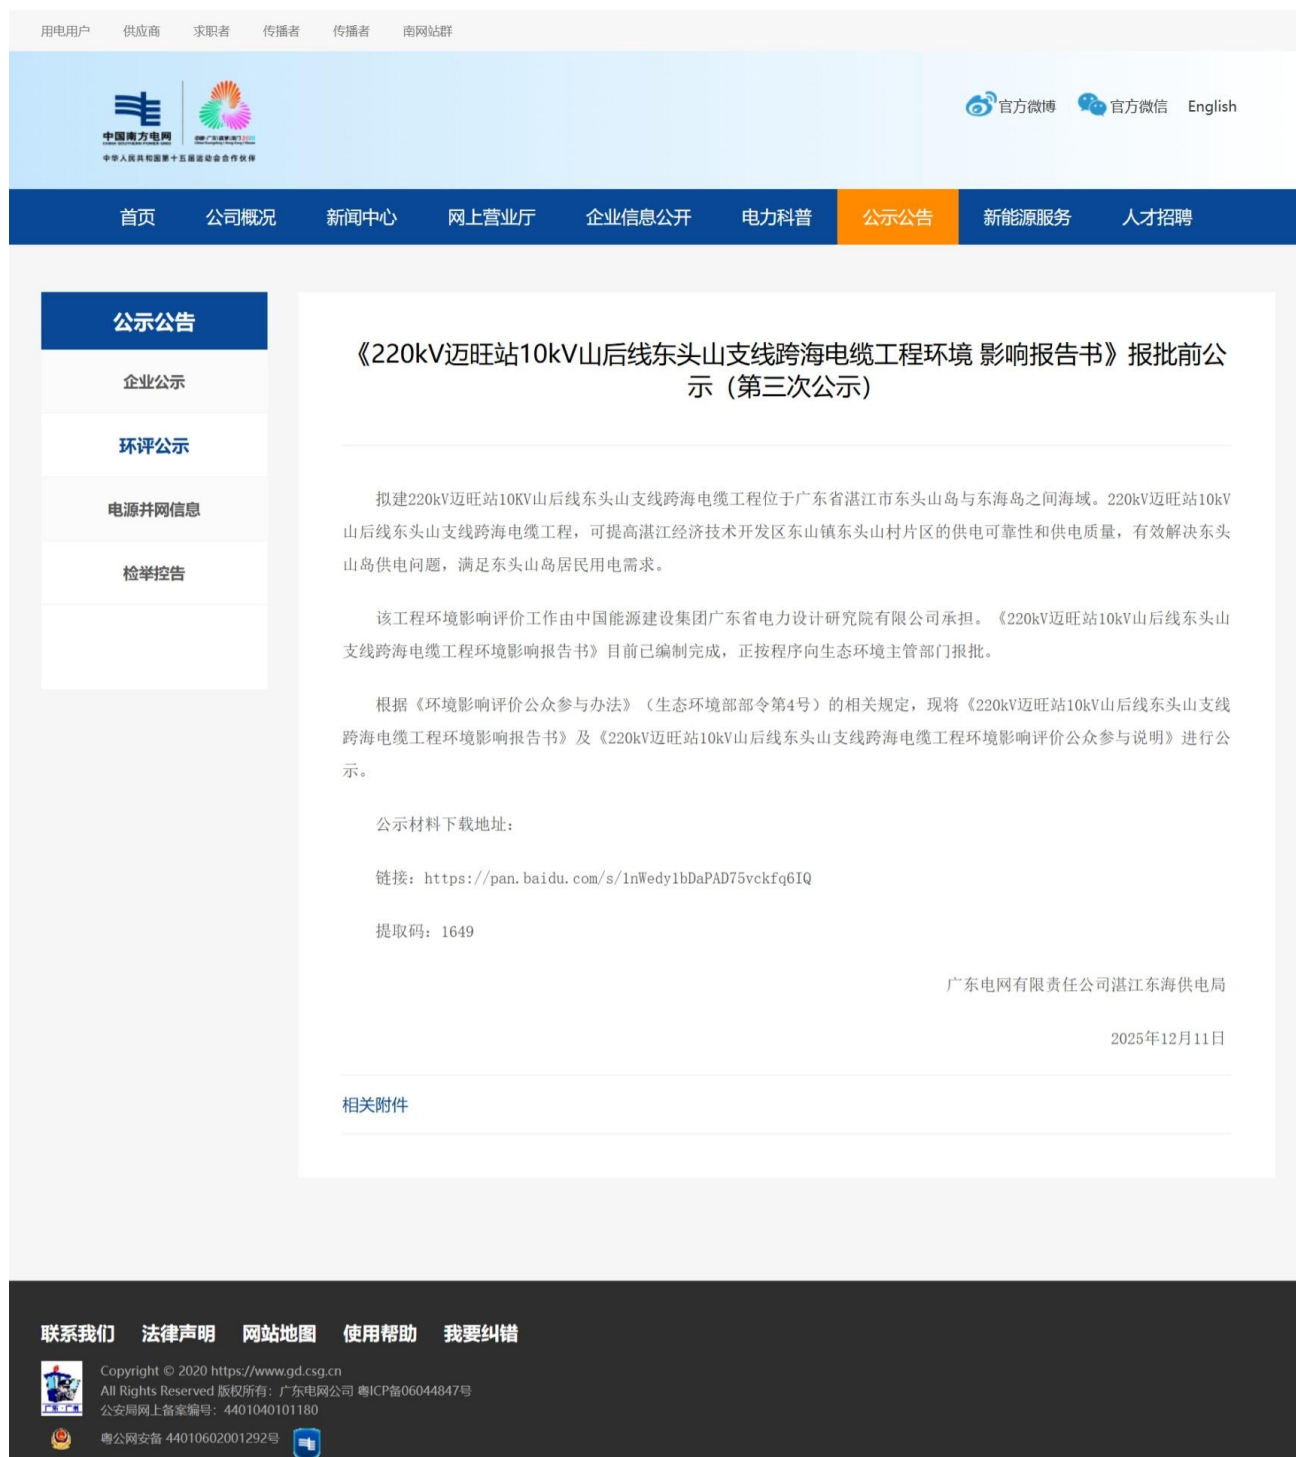 用电用户 供应商 求职者 传播者 传播者 南网站群
中国南方电网
CHINA SOUTHERN POWER GRID
中华人民共和国第十五届运动会合作伙伴
官方微博 官方微信 English
首页 公司概况 新闻中心 网上营业厅 企业信息公开 电力科普 公示公告 新能源服务 人才招聘
公示公告
企业公示
环评公示
电源并网信息
检举控告
《220kV迈旺站10kV山后线东头山支线跨海电缆工程环境 影响报告书》报批前公
示（第三次公示）
拟建220kV迈旺站10KV山后线东头山支线跨海电缆工程位于广东省湛江市东头山岛与东海岛之间海域。220kV迈旺站10kV
山后线东头山支线跨海电缆工程，可提高湛江经济技术开发区东山镇东头山村片区的供电可靠性和供电质量，有效解决东头
山岛供电问题，满足东头山岛居民用电需求。
该工程环境影响评价工作由中国能源建设集团广东省电力设计研究院有限公司承担。《220kV迈旺站10kV山后线东头山
支线跨海电缆工程环境影响报告书》目前已编制完成，正按程序向生态环境主管部门报批。
根据《环境影响评价公众参与办法》（生态环境部部令第4号）的相关规定，现将《220kV迈旺站10kV山后线东头山支线
跨海电缆工程环境影响报告书》及《220kV迈旺站10kV山后线东头山支线跨海电缆工程环境影响评价公众参与说明》进行公
示。
公示材料下载地址：
链接：https://pan.baidu.com/s/1nWedy1bDaPAD75vckfq6IQ
提取码：1649
广东电网有限责任公司湛江东海供电局
2025年12月11日
相关附件
联系我们 法律声明 网站地图 使用帮助 我要纠错
Copyright © 2020 https://www.gd.csg.cn
All Rights Reserved 版权所有：广东电网公司 粤ICP备06044847号
公安局网上备案编号：4401040101180
粤公网安备 44010602001292号